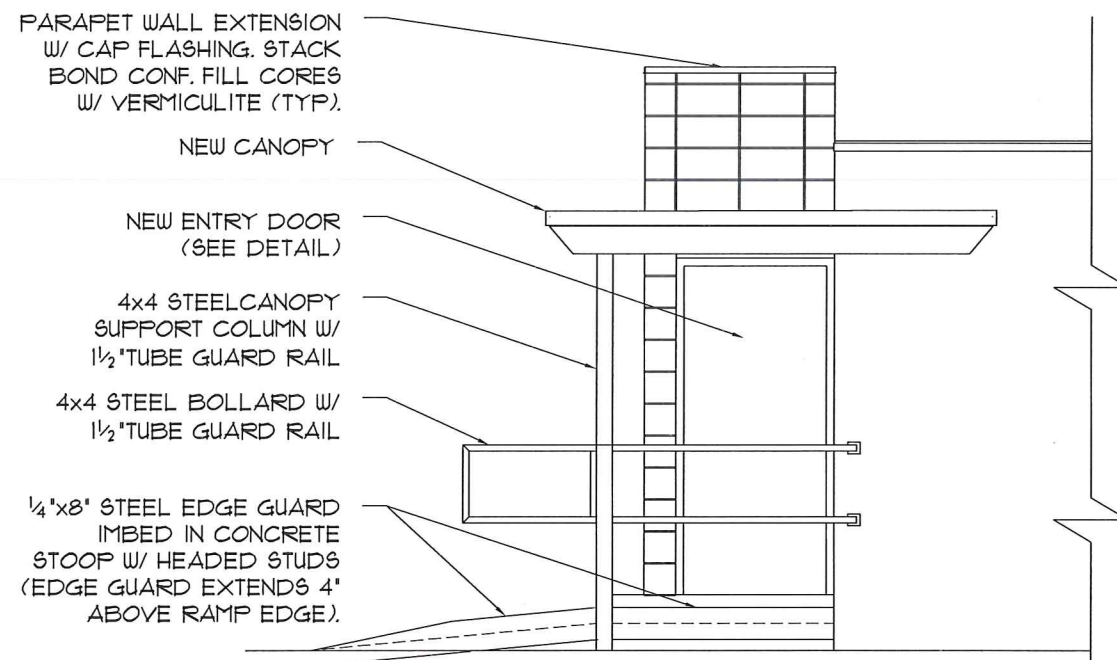 PARAPET WALL EXTENSION
W/ CAP FLASHING. STACK
BOND CONF. FILL CORES
W/ VERMICULITE (TYP).
NEW CANOPY
NEW ENTRY DOOR
(SEE DETAIL)
4x4 STEELCANOPY
SUPPORT COLUMN W/
1½"TUBE GUARD RAIL
4x4 STEEL BOLLARD W/
1½"TUBE GUARD RAIL
¼"x8" STEEL EDGE GUARD
IMBED IN CONCRETE
STOOP W/ HEADED STUDS
(EDGE GUARD EXTENDS 4"
ABOVE RAMP EDGE).